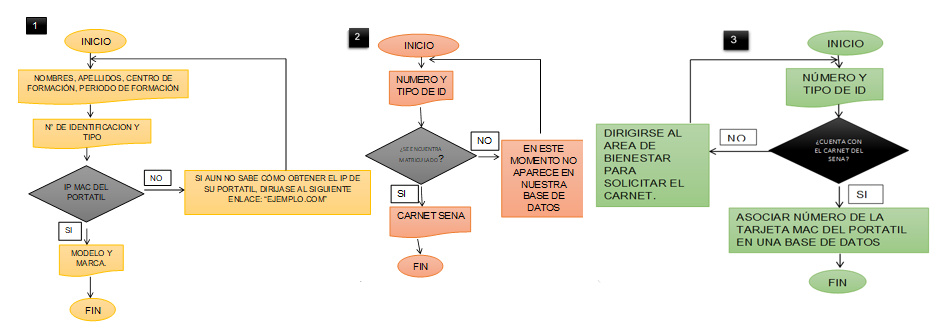 1
INICIO
NOMBRES, APELLIDOS, CENTRO DE
FORMACIÓN, PERIODO DE FORMACIÓN
N° DE IDENTIFICACION Y
TIPO
IP MAC DEL
PORTATIL
NO
SI AUN NO SABE CÓMO OBTENER EL IP DE
SU PORTATIL, DIRIJASE AL SIGUIENTE
ENLACE: “EJEMPLO.COM”
SI
MODELO Y
MARCA.
FIN
2
INICIO
NUMERO Y
TIPO DE ID
¿SE ENCUENTRA
MATRICULADO?
NO
EN ESTE
MOMENTO NO
APARECE EN
NUESTRA
BASE DE
DATOS
SI
CARNET SENA
FIN
3
INICIO
NÚMERO Y
TIPO DE ID
¿CUENTA CON
EL CARNET DEL
SENA?
NO
DIRIGIRSE AL
AREA DE
BIENESTAR
PARA
SOLICITAR EL
CARNET.
SI
ASOCIAR NÚMERO DE LA
TARJETA MAC DEL PORTATIL
EN UNA BASE DE DATOS
FIN